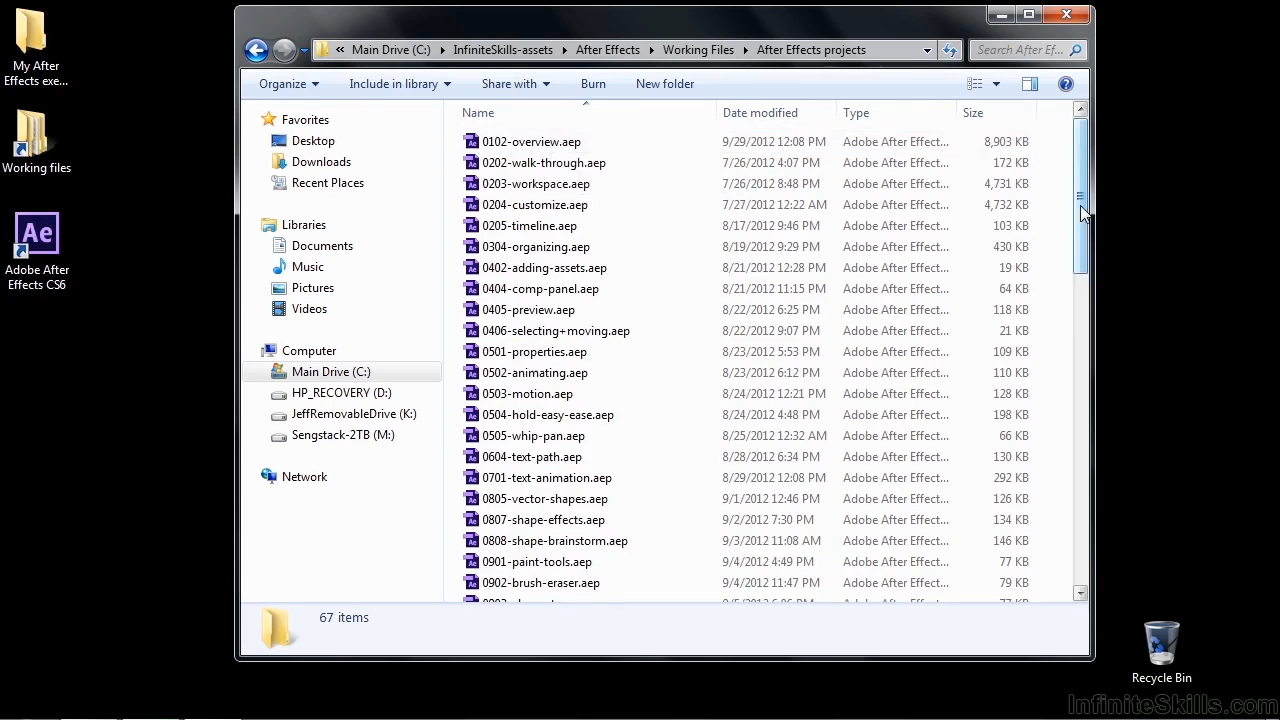 My After
Effects exe...
Working files
Ae
Adobe After
Effects CS6
« Main Drive (C:) InfiniteSkills-assets After Effects Working Files After Effects projects
Search After Ef...
Organize Include in library Share with Burn New folder
Favorites
Desktop
Downloads
Recent Places
Libraries
Documents
Music
Pictures
Videos
Computer
Main Drive (C:)
HP_RECOVERY (D:)
JeffRemovableDrive (K:)
Sengstack-2TB (M:)
Network
Name Date modified Type Size
0102-overview.aep 9/29/2012 12:08 PM Adobe After Effect... 8,903 KB
0202-walk-through.aep 7/26/2012 4:07 PM Adobe After Effect... 172 KB
0203-workspace.aep 7/26/2012 8:48 PM Adobe After Effect... 4,731 KB
0204-customize.aep 7/27/2012 12:22 AM Adobe After Effect... 4,732 KB
0205-timeline.aep 8/17/2012 9:46 PM Adobe After Effect... 103 KB
0304-organizing.aep 8/19/2012 9:29 PM Adobe After Effect... 430 KB
0402-adding-assets.aep 8/21/2012 12:28 PM Adobe After Effect... 19 KB
0404-comp-panel.aep 8/21/2012 11:15 PM Adobe After Effect... 64 KB
0405-preview.aep 8/22/2012 6:25 PM Adobe After Effect... 118 KB
0406-selecting+moving.aep 8/22/2012 9:07 PM Adobe After Effect... 21 KB
0501-properties.aep 8/23/2012 5:53 PM Adobe After Effect... 109 KB
0502-animating.aep 8/23/2012 6:12 PM Adobe After Effect... 110 KB
0503-motion.aep 8/24/2012 12:21 PM Adobe After Effect... 128 KB
0504-hold-easy-ease.aep 8/24/2012 4:48 PM Adobe After Effect... 198 KB
0505-whip-pan.aep 8/25/2012 12:32 AM Adobe After Effect... 66 KB
0604-text-path.aep 8/28/2012 6:34 PM Adobe After Effect... 130 KB
0701-text-animation.aep 8/29/2012 12:08 PM Adobe After Effect... 292 KB
0805-vector-shapes.aep 9/1/2012 12:46 PM Adobe After Effect... 126 KB
0807-shape-effects.aep 9/2/2012 7:30 PM Adobe After Effect... 134 KB
0808-shape-brainstorm.aep 9/3/2012 11:08 AM Adobe After Effect... 146 KB
0901-paint-tools.aep 9/4/2012 4:49 PM Adobe After Effect... 77 KB
0902-brush-eraser.aep 9/4/2012 11:47 PM Adobe After Effect... 79 KB
67 items
Recycle Bin
InfiniteSkills.com